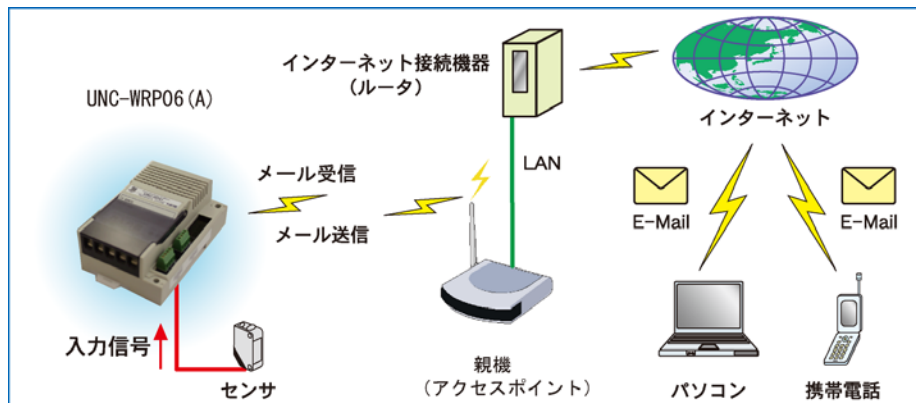 インターネット接続機器
（ルータ）
UNC-WRP06(A)
インターネット
LAN
メール受信
メール送信
E-Mail
E-Mail
入力信号
センサ
親機
（アクセスポイント）
パソコン
携帯電話